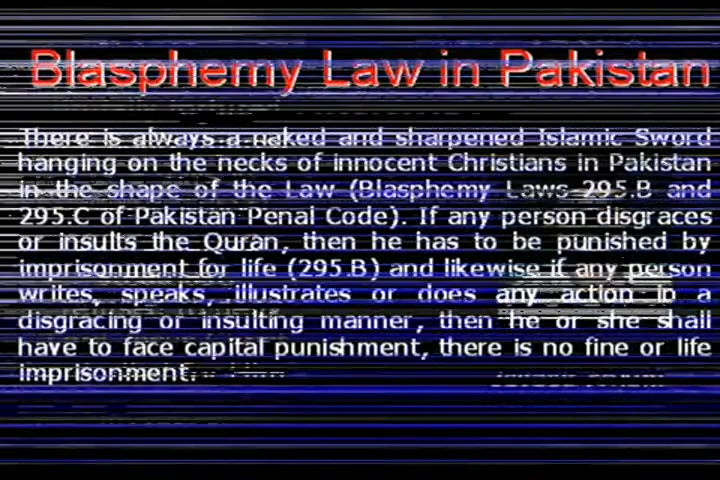 Blasphemy Law in Pakistan
There is always a naked and sharpened Islamic Sword
hanging on the necks of innocent Christians in Pakistan
in the shape of the Law (Blasphemy Laws 295.B and
295.C of Pakistan Penal Code). If any person disgraces
or insults the Quran, then he has to be punished by
imprisonment for life (295.B) and likewise if any person
writes, speaks, illustrates or does any action in a
disgracing or insulting manner, then he or she shall
have to face capital punishment, there is no fine or life
imprisonment.